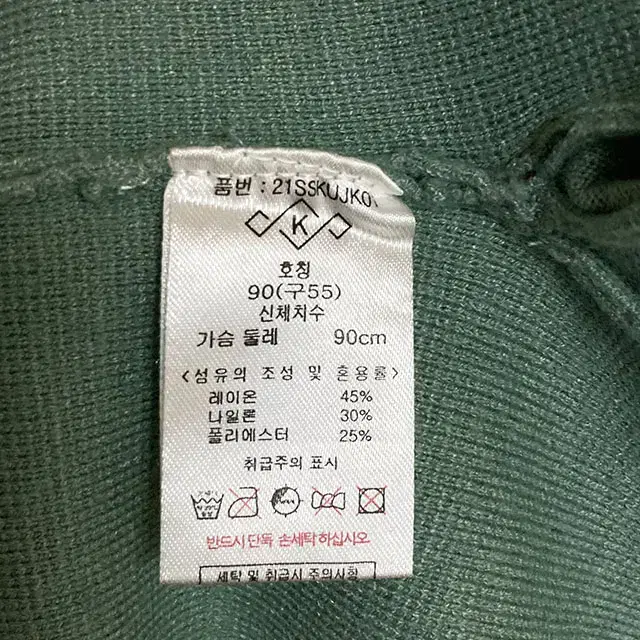 품번 : 21SSKUJK01
K
호칭
90(구55)
신체치수
가슴 둘레 90cm
<섬유의 조성 및 혼용률>
레이온 45%
나일론 30%
폴리에스터 25%
취급주의 표시
반드시 단독 손세탁 하십시오
세탁 및 취급시 주의사항